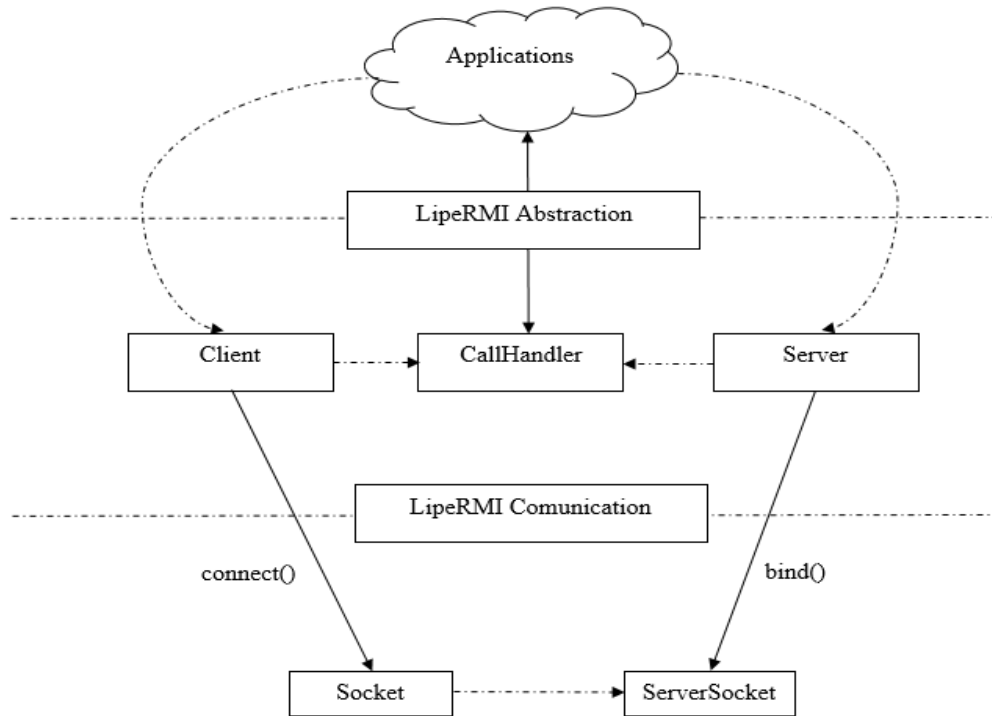 Applications
LipeRMI Abstraction
Client
CallHandler
Server
LipeRMI Comunication
connect()
bind()
Socket
ServerSocket